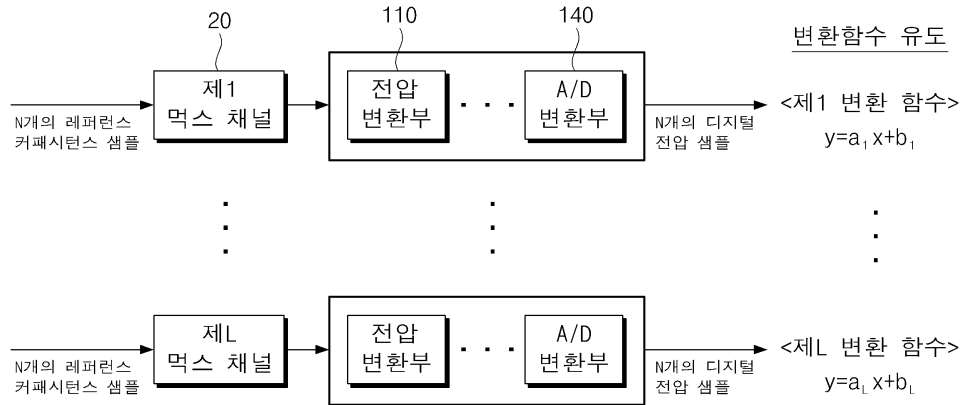 20
110
140
변환함수 유도
제1
먹스 채널
전압
변환부
A/D
변환부
<제1 변환 함수>
y=a₁x+b₁
N개의 레퍼런스
커패시턴스 샘플
N개의 디지털
전압 샘플
제L
먹스 채널
전압
변환부
A/D
변환부
<제L 변환 함수>
y=a_L x+b_L
N개의 레퍼런스
커패시턴스 샘플
N개의 디지털
전압 샘플